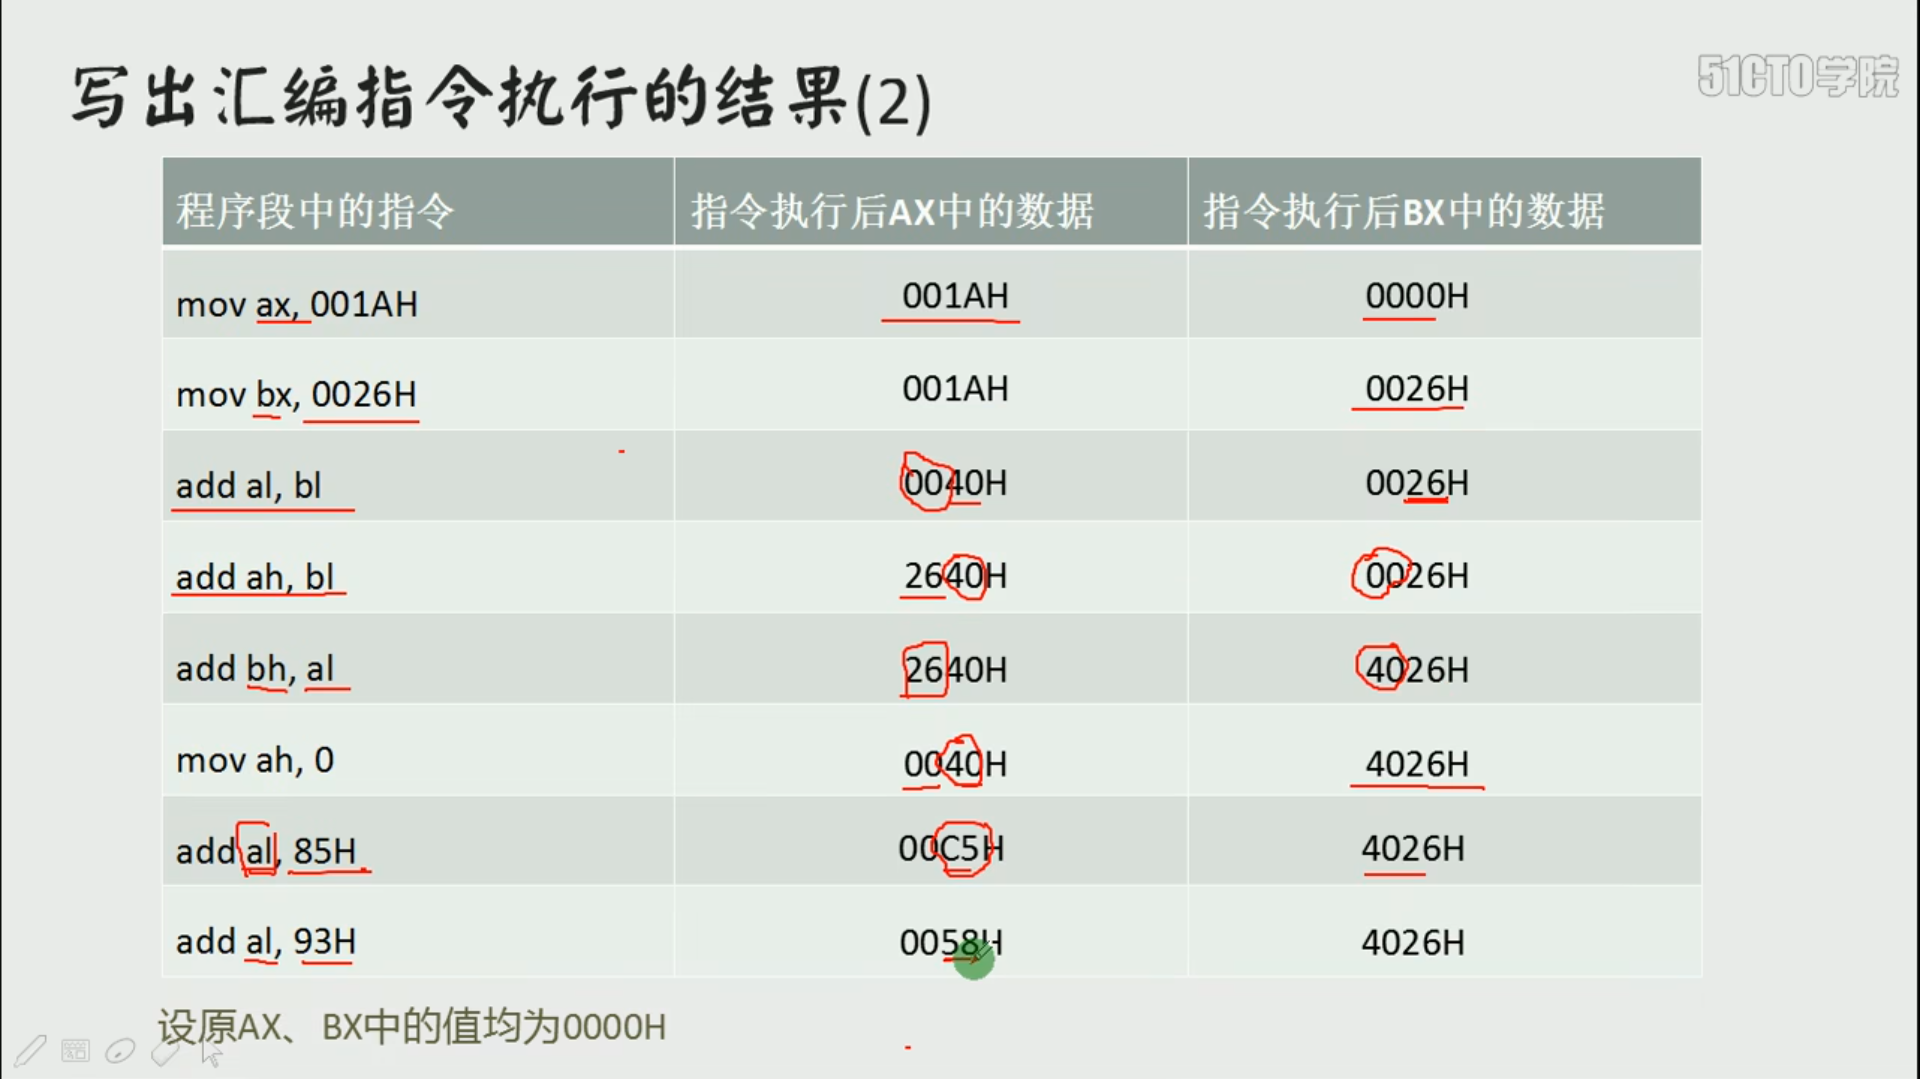 写出汇编指令执行的结果(2)
51CTO学院
程序段中的指令 指令执行后AX中的数据 指令执行后BX中的数据
mov ax, 001AH 001AH 0000H
mov bx, 0026H 001AH 0026H
add al, bl 0040H 0026H
add ah, bl 2640H 0026H
add bh, al 2640H 4026H
mov ah, 0 0040H 4026H
add al, 85H 00C5H 4026H
add al, 93H 0058H 4026H
设原AX、BX中的值均为0000H